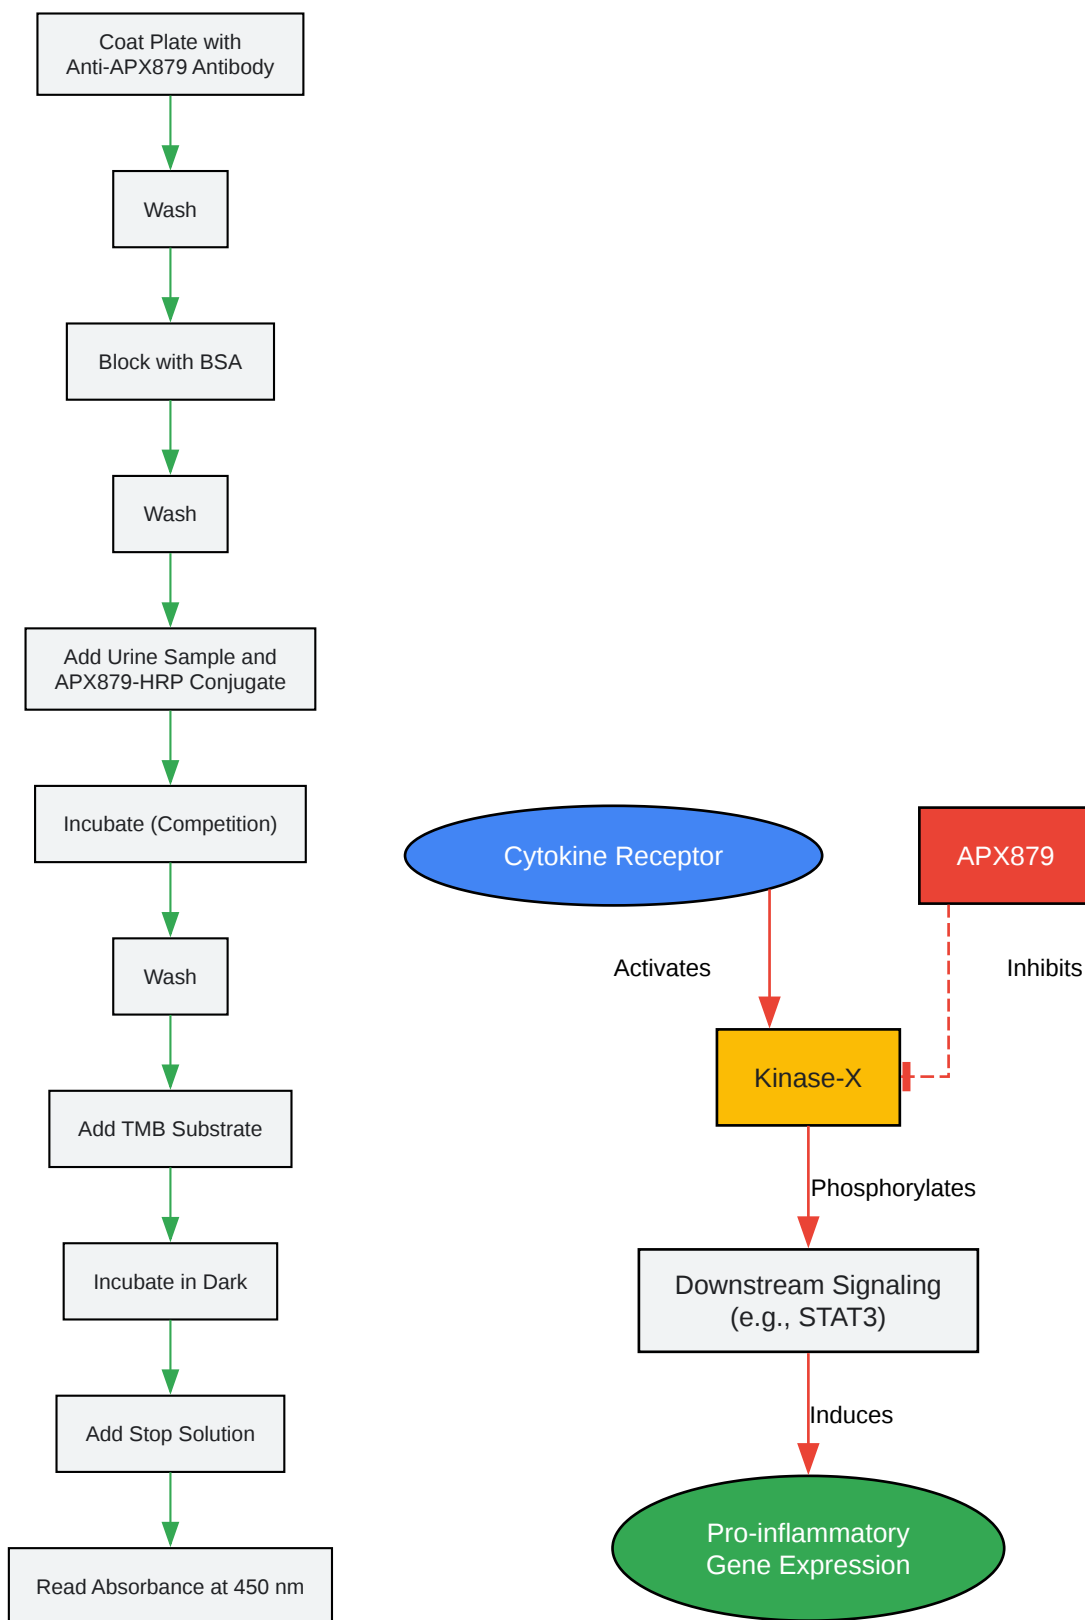 Coat Plate with
Anti-APX879 Antibody
Wash
Block with BSA
Wash
Add Urine Sample and
APX879-HRP Conjugate
Incubate (Competition)
Wash
Add TMB Substrate
Incubate in Dark
Add Stop Solution
Read Absorbance at 450 nm
Cytokine Receptor
APX879
Activates
Inhibits
Kinase-X
Phosphorylates
Downstream Signaling
(e.g., STAT3)
Induces
Pro-inflammatory
Gene Expression